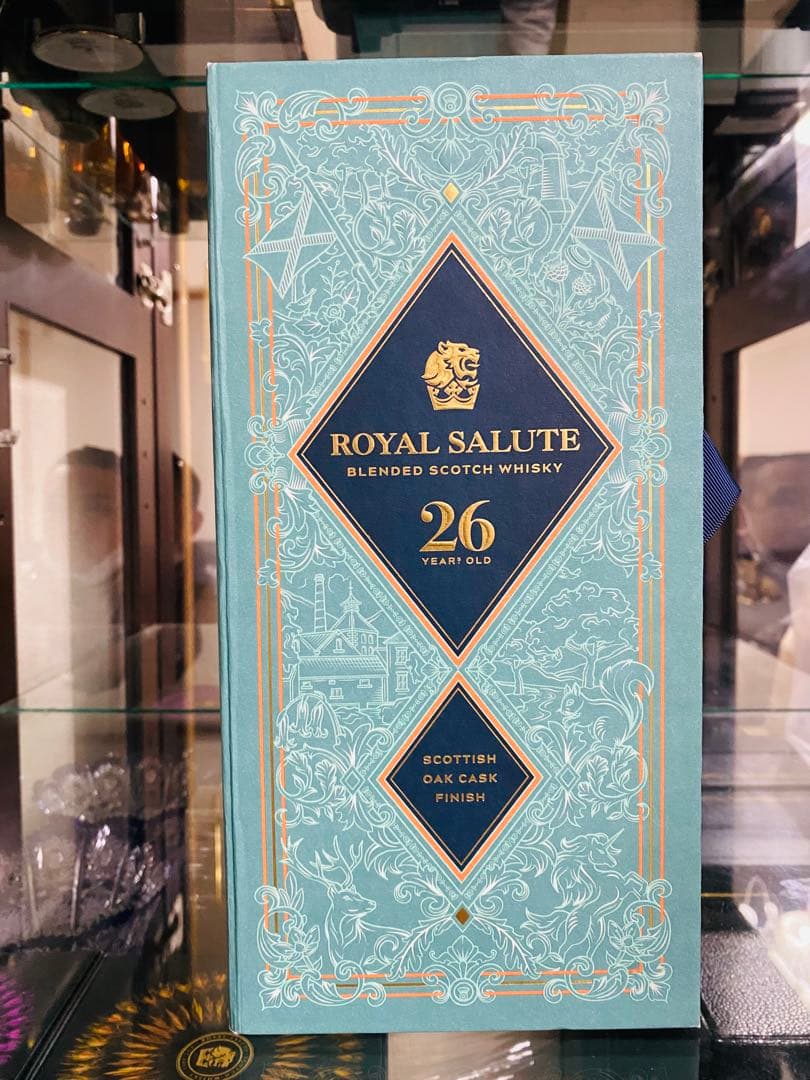 ROYAL SALUTE
BLENDED SCOTCH WHISKY
26
YEARS OLD
SCOTTISH
OAK CASK
FINISH